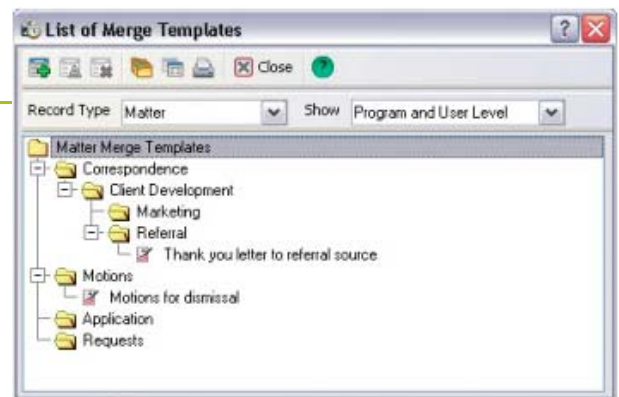 List of Merge Templates
Close
Record Type Matter Show Program and User Level
Matter Merge Templates
Correspondence
Client Development
Marketing
Referral
Thank you letter to referral source
Motions
Motions for dismissal
Application
Requests